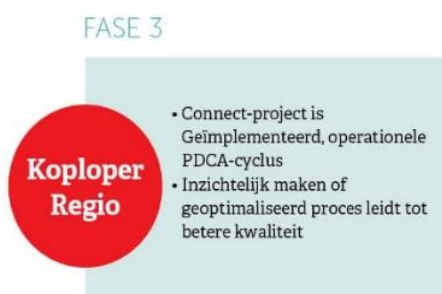 FASE 3
Koploper
Regio
• Connect-project is
Geïmplementeerd, operationele
PDCA-cyclus
• Inzichtelijk maken of
geoptimaliseerd proces leidt tot
betere kwaliteit